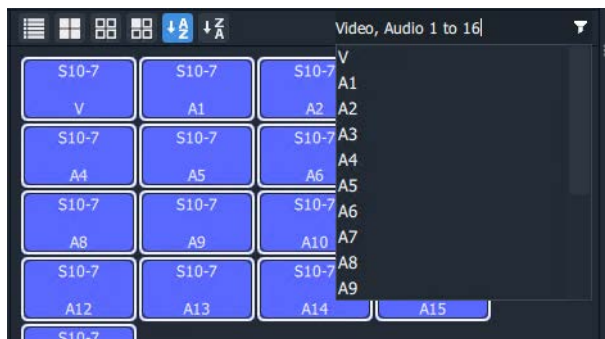 Video, Audio 1 to 16
V
A1
A2
A3
A4
A5
A6
A7
A8
A9
S10-7 S10-7 S10-7
V A1 A2
S10-7 S10-7 S10-7
A4 A5 A6
S10-7 S10-7 S10-7
A8 A9 A10
S10-7 S10-7 S10-7
A12 A13 A14 A15
S10-7